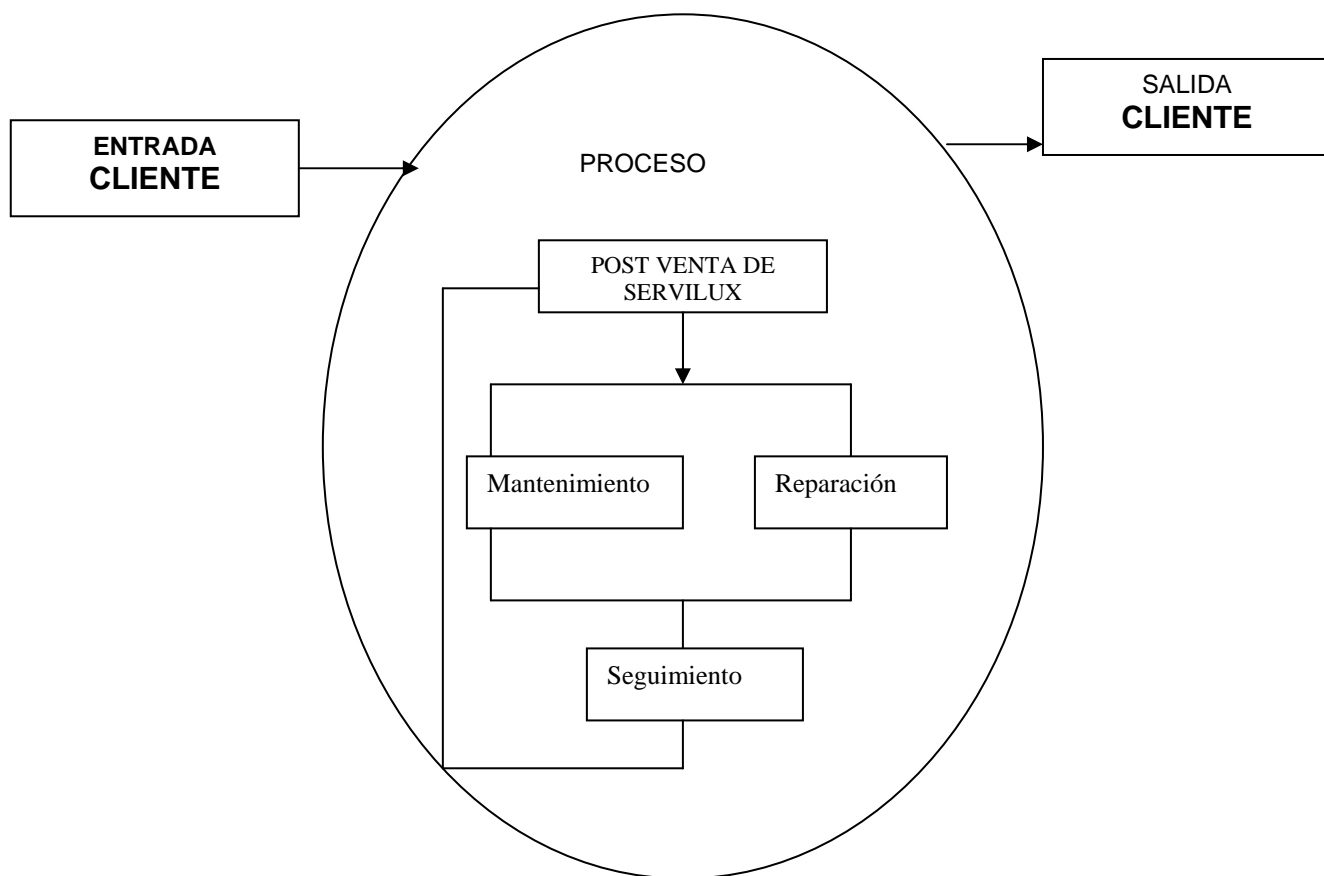 ENTRADA
CLIENTE
PROCESO
SALIDA
CLIENTE
POST VENTA DE
SERVILUX
Mantenimiento
Reparación
Seguimiento